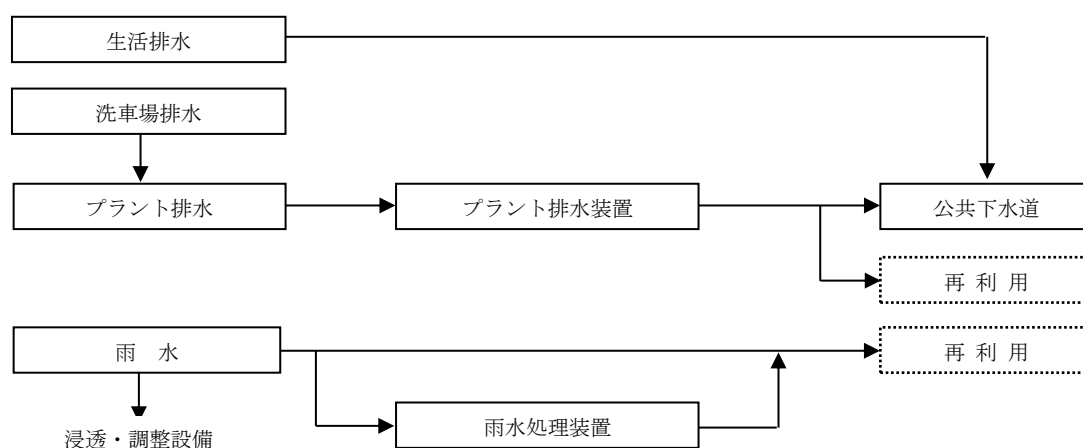 生活排水
洗車場排水
プラント排水
プラント排水装置
公共下水道
再 利 用
雨　水
再 利 用
雨水処理装置
浸透・調整設備